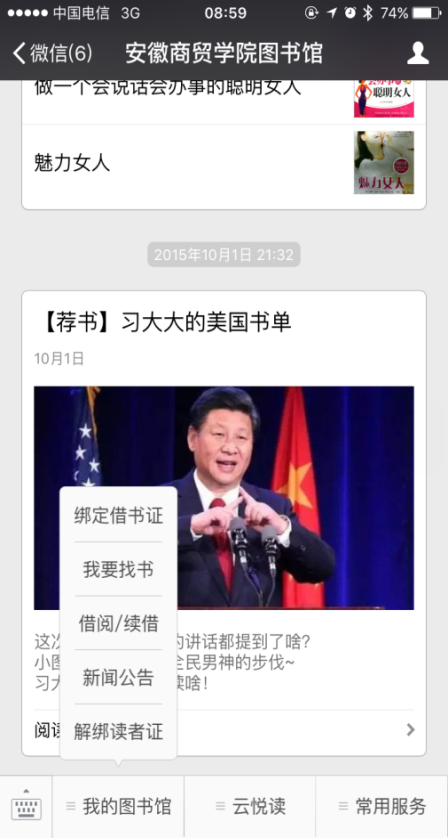 中国电信 3G 08:59 74%
微信(6) 安徽商贸学院图书馆
做一个会说话会办事的聪明女人
聪明女人
魅力女人
魅力女人
2015年10月1日 21:32
【荐书】习大大的美国书单
10月1日
绑定借书证
我要找书
借阅/续借
新闻公告
解绑读者证
这次
的讲话都提到了啥?
小图
全民男神的步伐~
习大
读啥!
阅读
我的图书馆 云悦读 常用服务